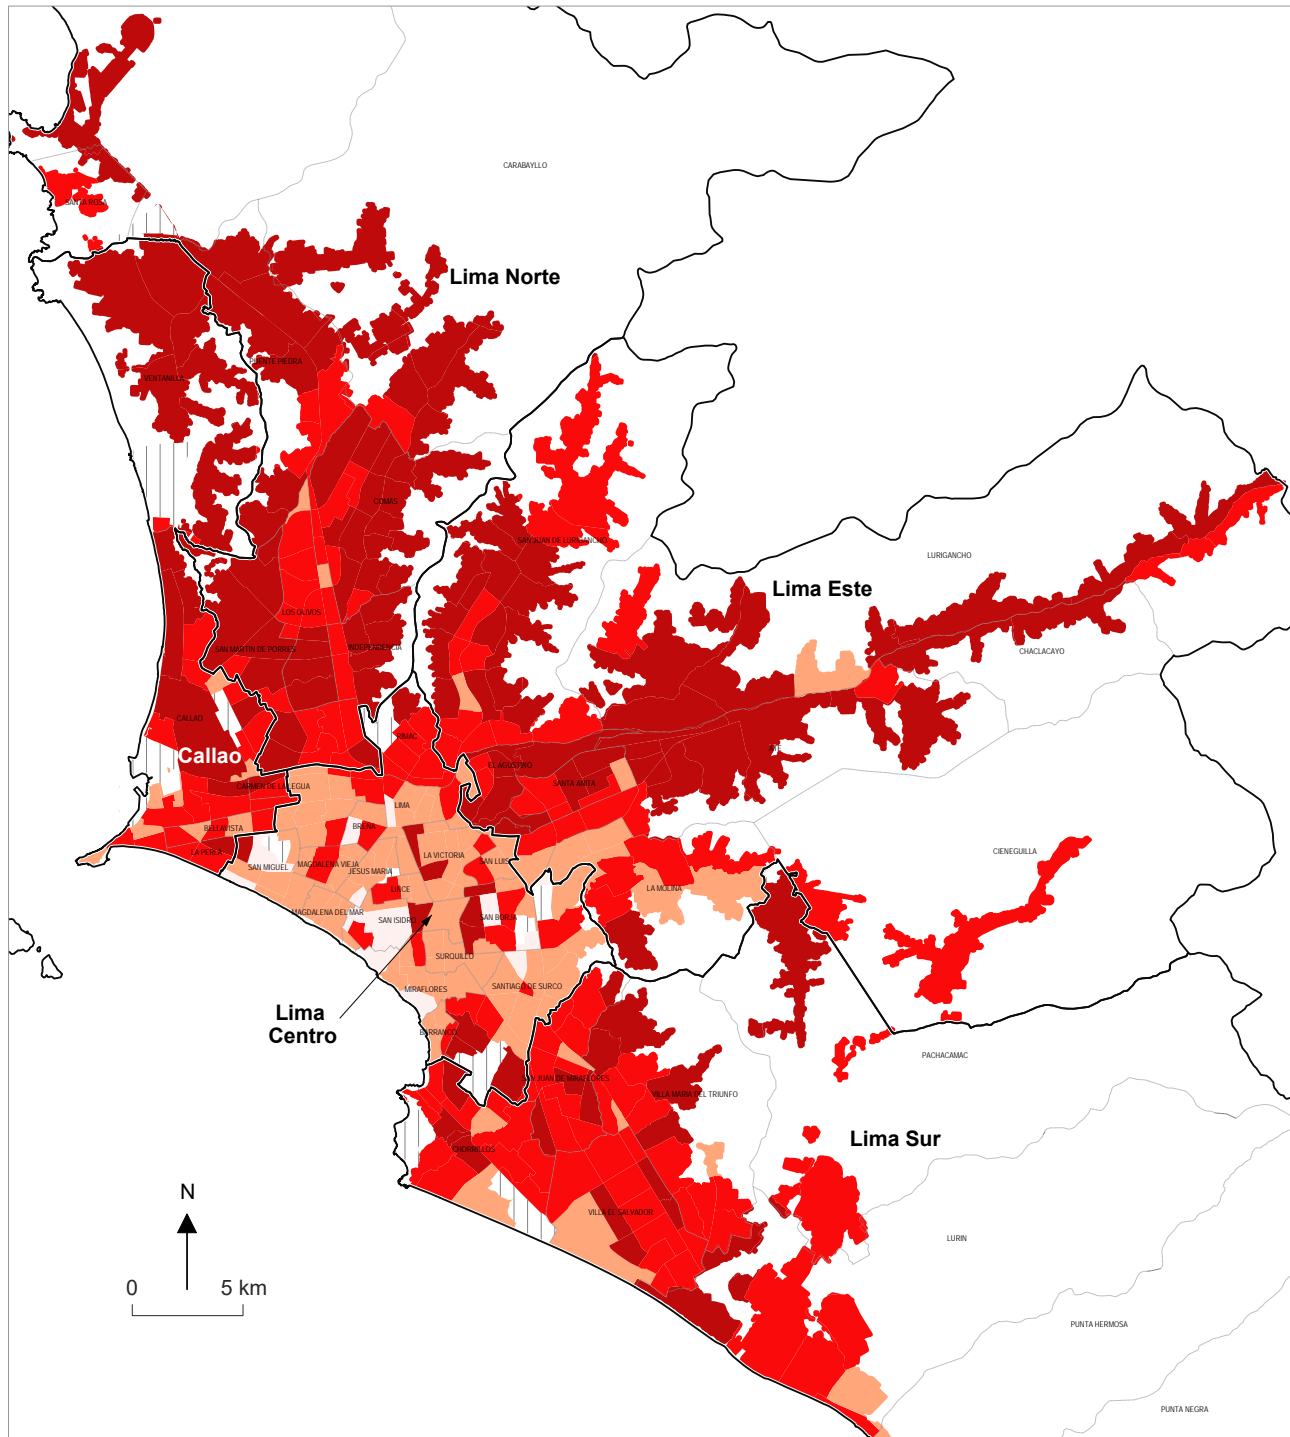 CARABAYLLO
SANTA ROSA
Lima Norte
PUENTE PIEDRA
VENTANILLA
COMAS
SAN JUAN DE LURIGANCHO
LURIGANCHO
Lima Este
LOS OLIVOS
SAN MARTIN DE PORRES
INDEPENDENCIA
CHACLACAYO
CALLAO
RIMAC
ATE
Callao
EL AGUSTINO
SANTA ANITA
CARMEN DE LA LEGUA
LIMA
BELLAVISTA
BREÑA
LA PERLA
LA VICTORIA
SAN LUIS
CIENEGUILLA
SAN MIGUEL
MAGDALENA VIEJA
JESUS MARIA
LINCE
LA MOLINA
MAGDALENA DEL MAR
SAN ISIDRO
SAN BORJA
SURQUILLO
MIRAFLORES
SANTIAGO DE SURCO
Lima
Centro
BARRANCO
PACHACAMAC
SAN JUAN DE MIRAFLORES
VILLA MARIA DEL TRIUNFO
Lima Sur
CHORRILLOS
N
VILLA EL SALVADOR
LURIN
0 5 km
PUNTA HERMOSA
PUNTA NEGRA